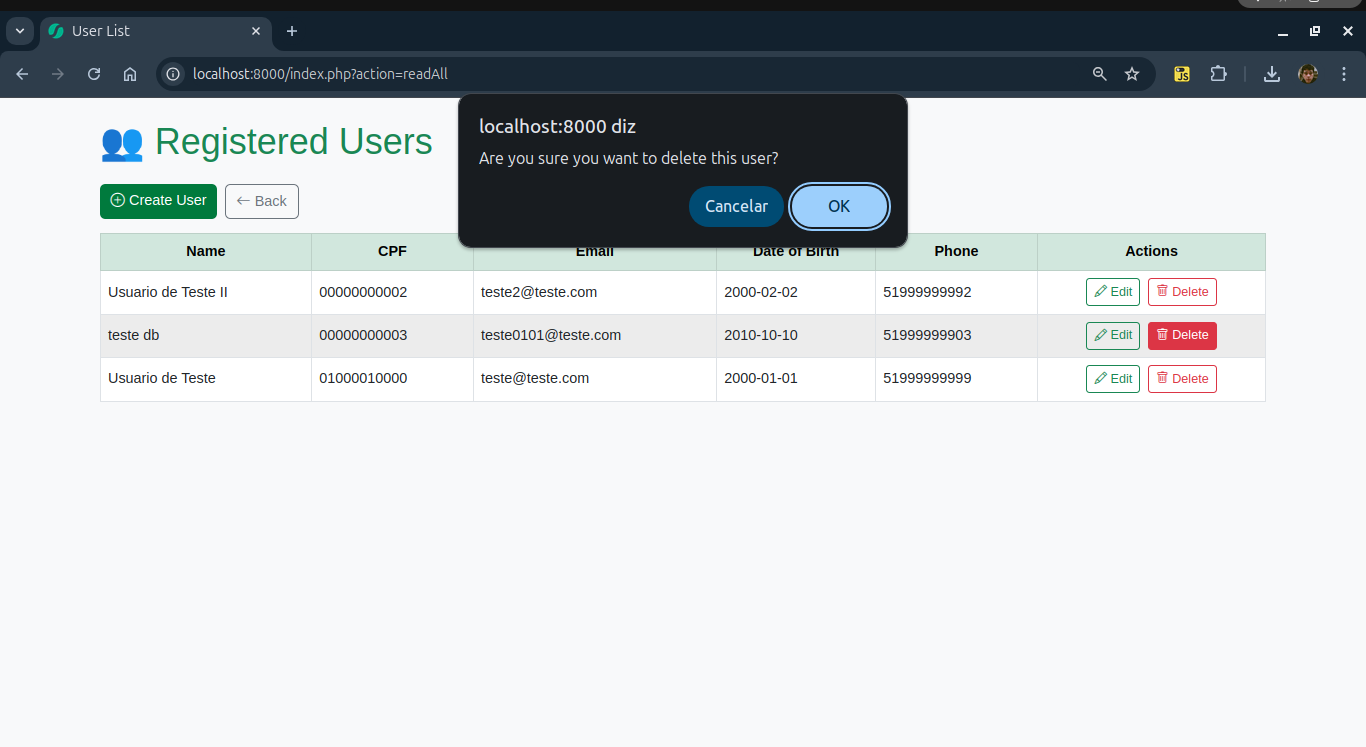 User List
localhost:8000/index.php?action=readAll
JS
localhost:8000 diz
Are you sure you want to delete this user?
Cancelar OK
Registered Users
Create User Back
Name CPF Email Date of Birth Phone Actions
Usuario de Teste II 00000000002 teste2@teste.com 2000-02-02 51999999992 Edit Delete
teste db 00000000003 teste0101@teste.com 2010-10-10 51999999903 Edit Delete
Usuario de Teste 01000010000 teste@teste.com 2000-01-01 51999999999 Edit Delete